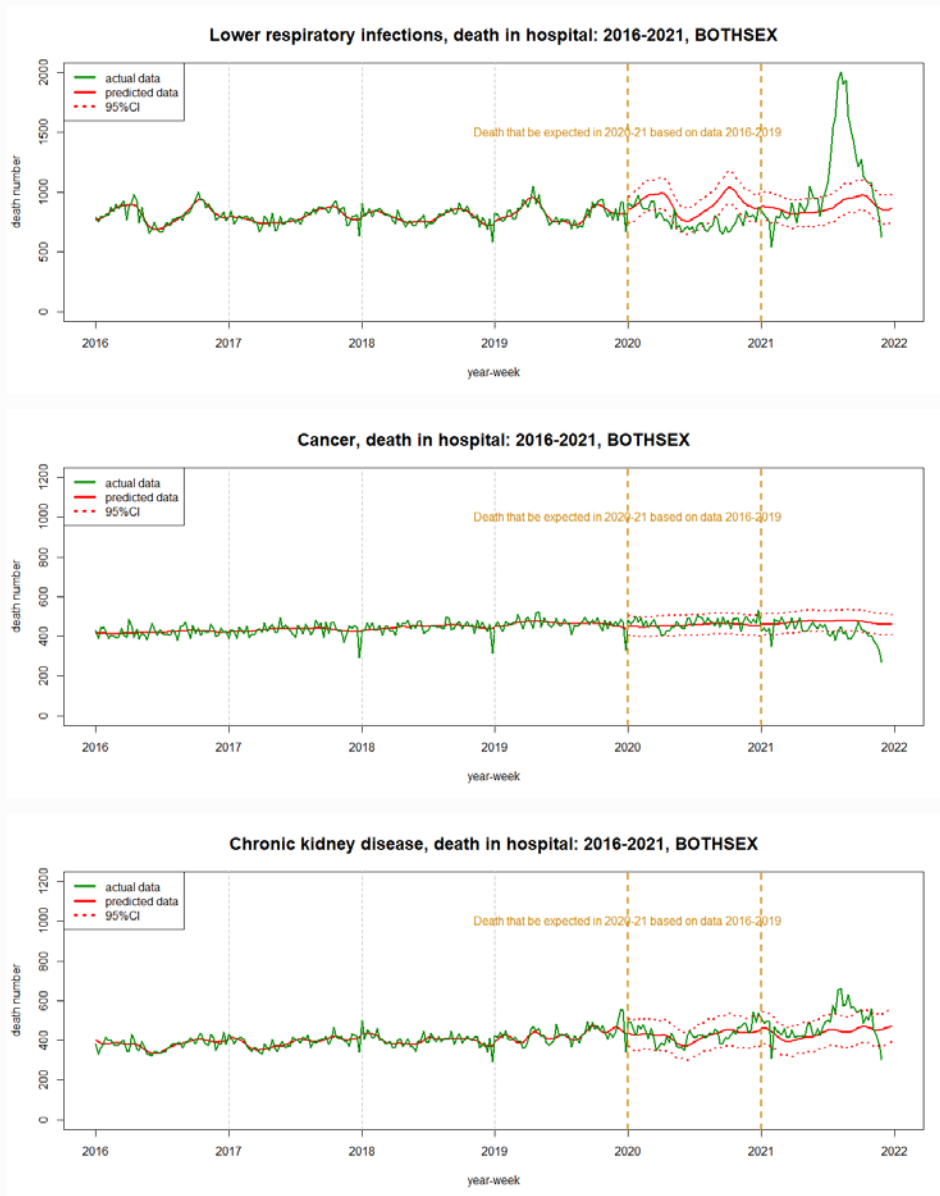 Lower respiratory infections, death in hospital: 2016-2021, BOTHSEX
actual data
predicted data
95%CI
Death that be expected in 2020-21 based on data 2016-2019
death number
2000
1500
1000
500
0
2016 2017 2018 2019 2020 2021 2022
year-week
Cancer, death in hospital: 2016-2021, BOTHSEX
actual data
predicted data
95%CI
Death that be expected in 2020-21 based on data 2016-2019
death number
1200
1000
800
600
400
200
0
2016 2017 2018 2019 2020 2021 2022
year-week
Chronic kidney disease, death in hospital: 2016-2021, BOTHSEX
actual data
predicted data
95%CI
Death that be expected in 2020-21 based on data 2016-2019
death number
1200
1000
800
600
400
200
0
2016 2017 2018 2019 2020 2021 2022
year-week